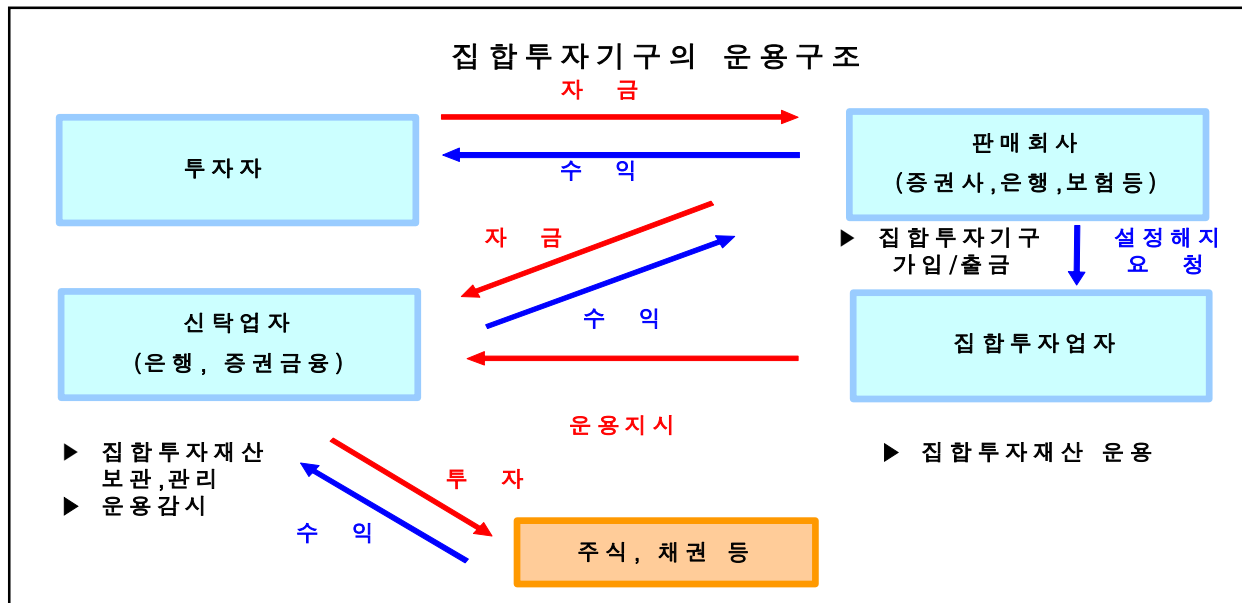 집합투자기구의 운용구조
자 금
투자자
수 익
판매회사
(증권사,은행,보험등)
자 금
▶ 집합투자기구
가입/출금
설정해지
요 청
수 익
신탁업자
(은행, 증권금융)
집합투자업자
운용지시
▶ 집합투자재산
보관,관리
▶ 운용감시
▶ 집합투자재산 운용
투 자
수 익
주식, 채권 등